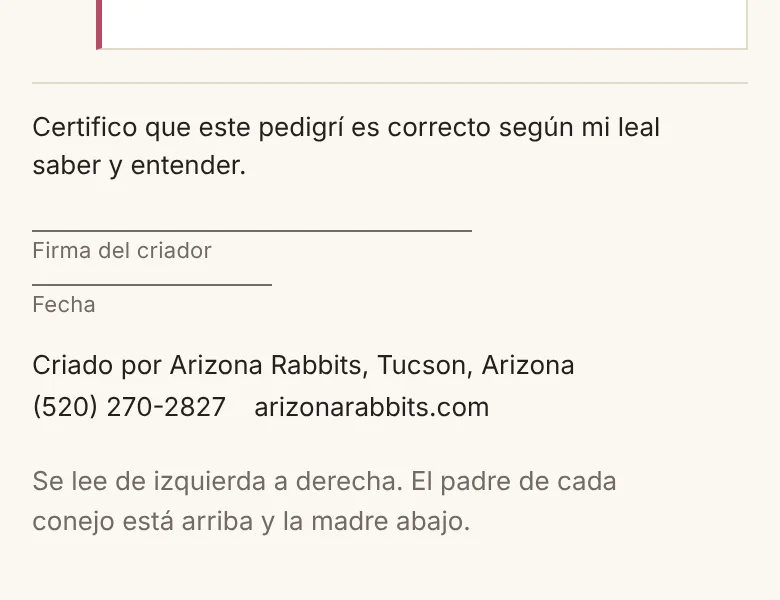 Certifico que este pedigrí es correcto según mi leal
saber y entender.
Firma del criador
Fecha
Criado por Arizona Rabbits, Tucson, Arizona
(520) 270-2827 arizonarabbits.com
Se lee de izquierda a derecha. El padre de cada
conejo está arriba y la madre abajo.